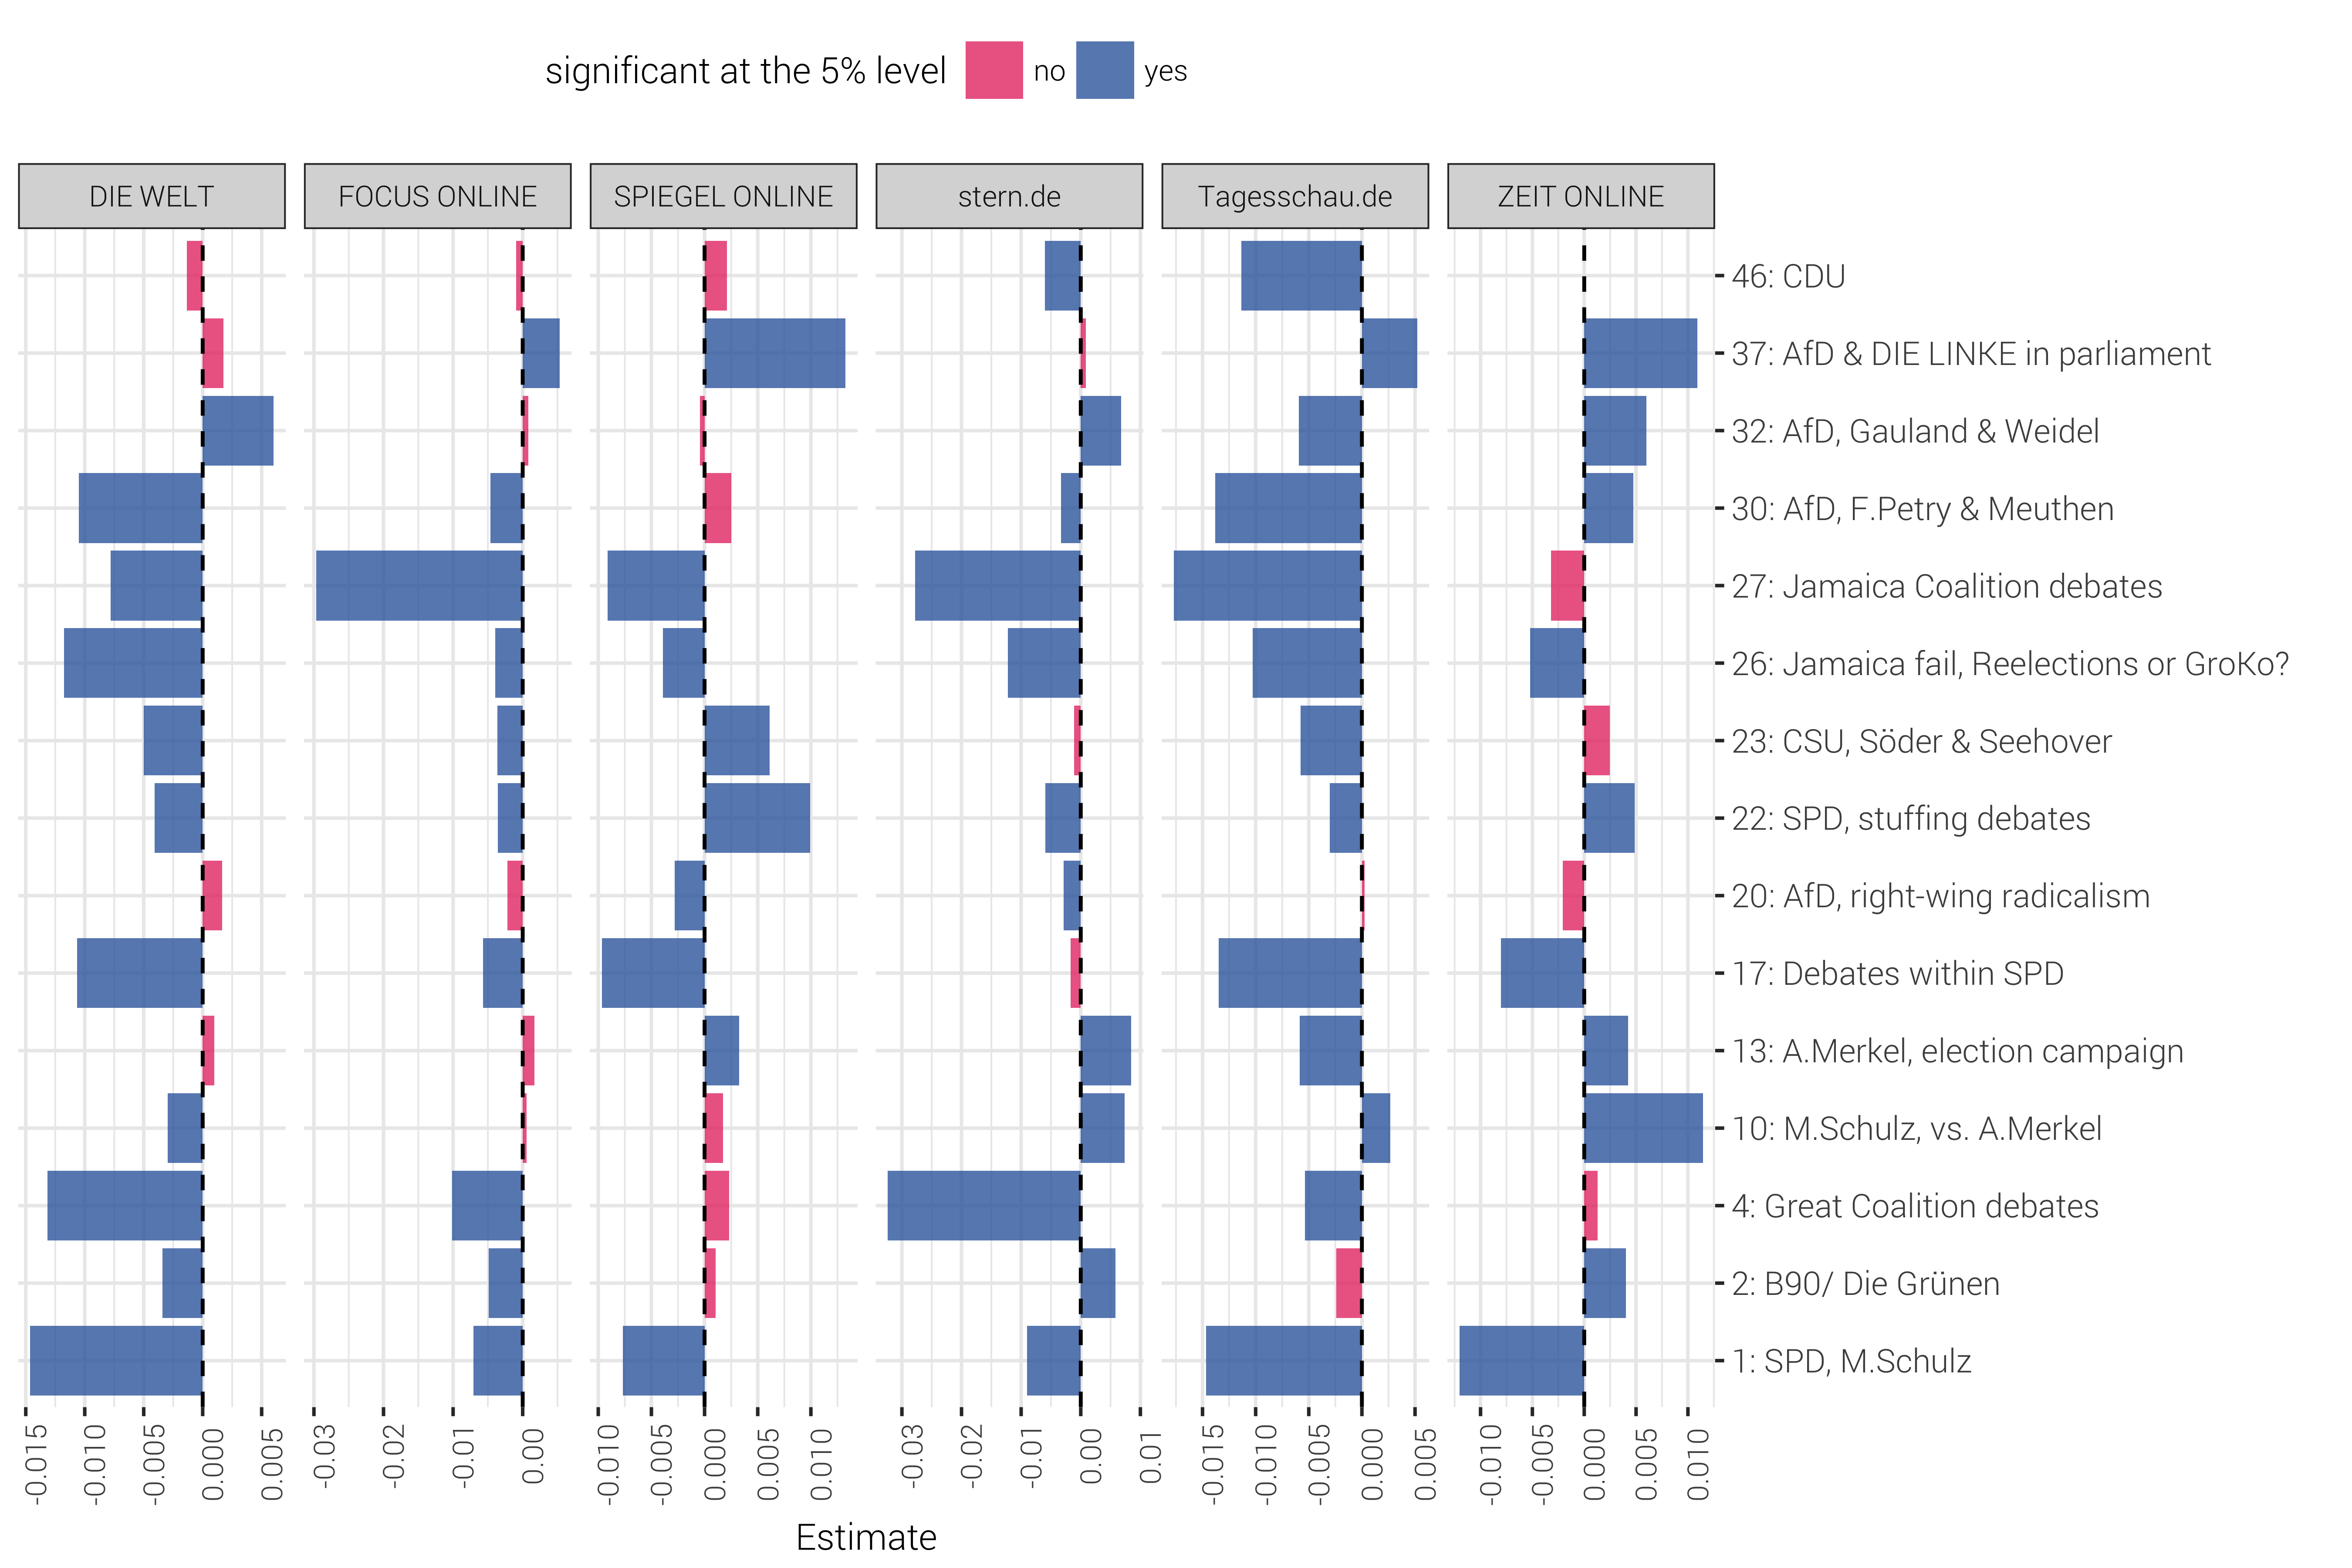 significant at the 5% level no yes
DIE WELT FOCUS ONLINE SPIEGEL ONLINE stern.de Tagesschau.de ZEIT ONLINE
46: CDU
37: AfD & DIE LINKE in parliament
32: AfD, Gauland & Weidel
30: AfD, F.Petry & Meuthen
27: Jamaica Coalition debates
26: Jamaica fail, Reelections or GroKo?
23: CSU, Söder & Seehover
22: SPD, stuffing debates
20: AfD, right-wing radicalism
17: Debates within SPD
13: A.Merkel, election campaign
10: M.Schulz, vs. A.Merkel
4: Great Coalition debates
2: B90/ Die Grünen
1: SPD, M.Schulz
-0.015 -0.010 -0.005 0.000 0.005 -0.03 -0.02 -0.01 0.00 -0.010 -0.005 0.000 0.005 0.010 -0.03 -0.02 -0.01 0.00 0.01 -0.015 -0.010 -0.005 0.000 0.005 -0.010 -0.005 0.000 0.005 0.010
Estimate